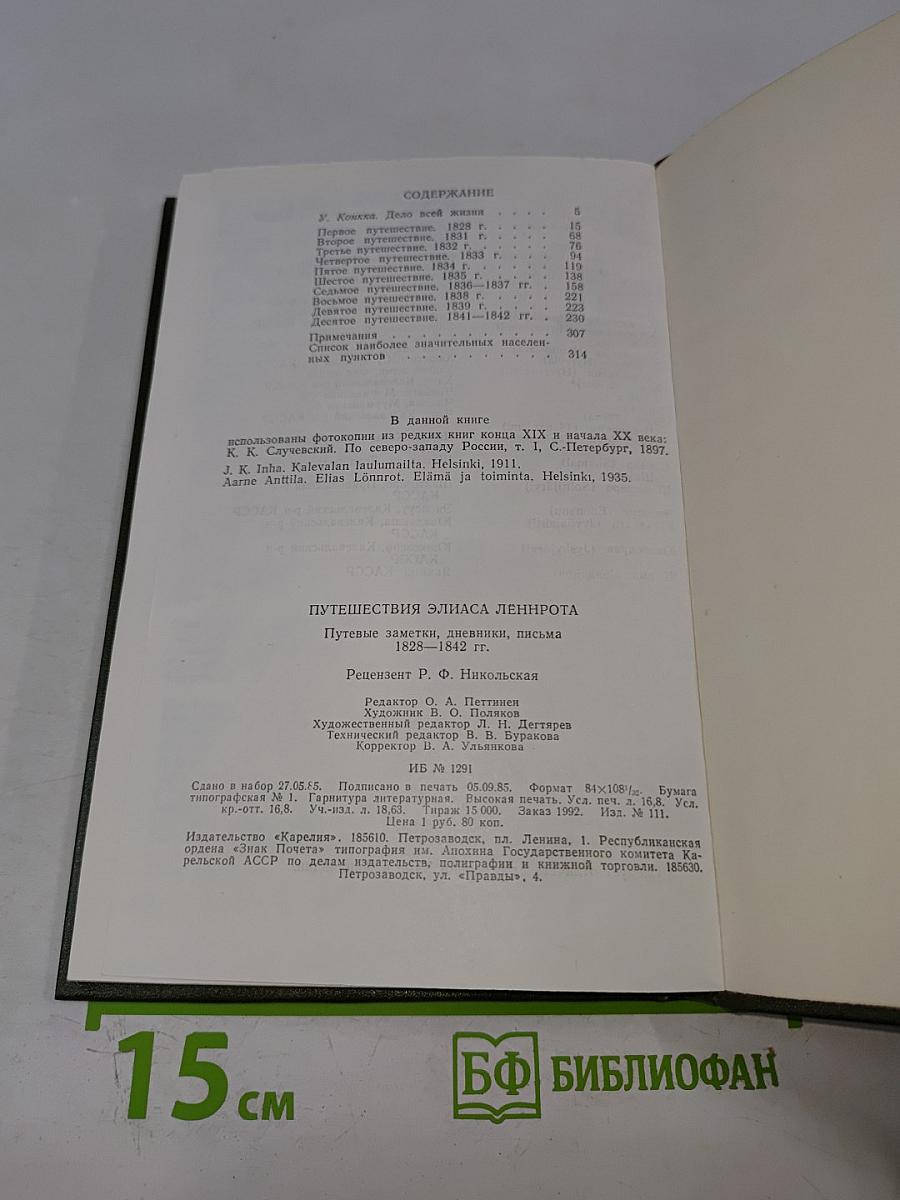 СОДЕРЖАНИЕ
У. Конкка. Дело всей жизни . . . . 5
Первое путешествие. 1828 г. . . . . 15
Второе путешествие. 1831 г. . . . . 68
Третье путешествие. 1832 г. . . . . 76
Четвертое путешествие. 1833 г. . . . 94
Пятое путешествие. 1834 г. . . . . . 119
Шестое путешествие. 1835 г. . . . . 138
Седьмое путешествие. 1836—1837 гг. . 158
Восьмое путешествие. 1838 г. . . . . 221
Девятое путешествие. 1839 г. . . . . 223
Десятое путешествие. 1841—1842 гг. . 230
Примечания . . . . . . . . . . 307
Список наиболее значительных населен-
ных пунктов . . . . . . . . . . 314
В данной книге
использованы фотокопии из редких книг конца XIX и начала XX века:
К. К. Случевский. По северо-западу России, т. I, С.-Петербург, 1897.
J. K. Inha. Kalevalan laulumailta. Helsinki, 1911.
Aarne Anttila. Elias Lönnrot. Elämä ja toiminta. Helsinki, 1935.
ПУТЕШЕСТВИЯ ЭЛИАСА ЛЁННРОТА
Путевые заметки, дневники, письма
1828—1842 гг.
Рецензент Р. Ф. Никольская
Редактор О. А. Петтинен
Художник В. О. Поляков
Художественный редактор Л. Н. Дегтярев
Технический редактор В. В. Буракова
Корректор В. А. Ульянкова
ИБ № 1291
Сдано в набор 27.05.85. Подписано в печать 05.09.85. Формат 84×108¹/₃₂. Бумага
типографская № 1. Гарнитура литературная. Высокая печать. Усл. печ. л. 16,8. Усл.
кр.-отт. 16,8. Уч.-изд. л. 18,63. Тираж 15 000. Заказ 1992. Изд. № 111.
Цена 1 руб. 80 коп.
Издательство «Карелия». 185610. Петрозаводск, пл. Ленина, 1. Республиканская
ордена «Знак Почета» типография им. Анохина Государственного комитета Ка-
рельской АССР по делам издательств, полиграфии и книжной торговли. 185630.
Петрозаводск, ул. «Правды», 4.
15 см
БФ БИБЛИОФАН